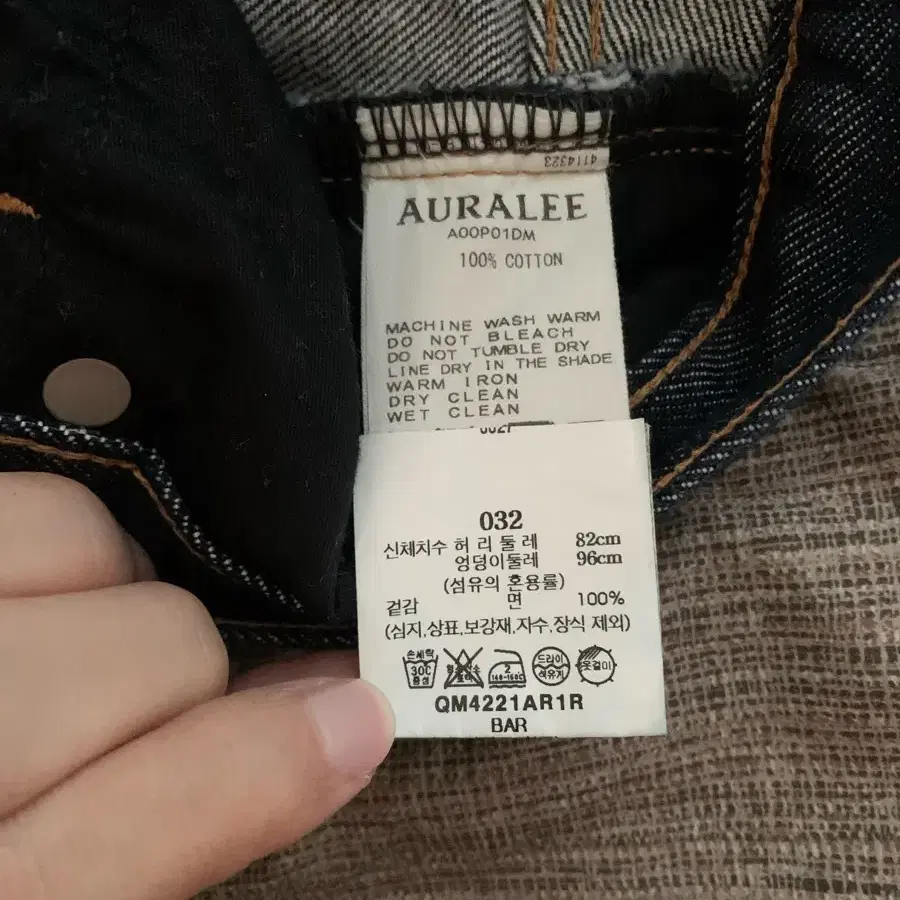 4114323
AURALEE
A00P01DM
100% COTTON
MACHINE WASH WARM
DO NOT BLEACH
DO NOT TUMBLE DRY
LINE DRY IN THE SHADE
WARM IRON
DRY CLEAN
WET CLEAN
032
신체치수 허 리 둘 레 82cm
엉덩이둘레 96cm
(섬유의 혼용률)
겉감 면 100%
(심지,상표,보강재,자수,장식 제외)
손세탁 드라이
30℃ 2 석유계 옷걸이
중성 140-160℃
QM4221AR1R
BAR